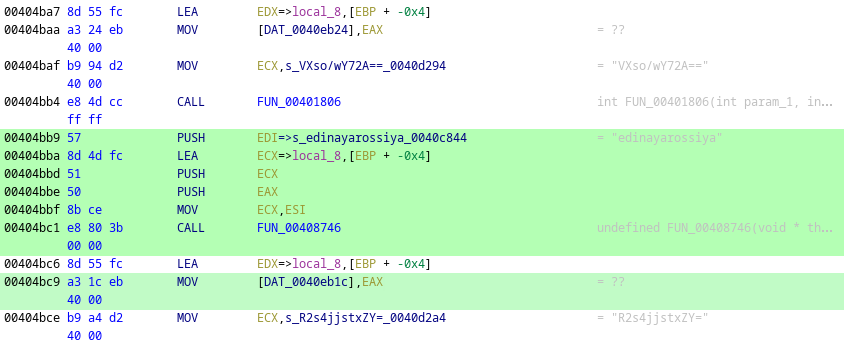 00404ba7 8d 55 fc LEA EDX=>local_8,[EBP + -0x4]
00404baa a3 24 eb MOV [DAT_0040eb24],EAX = ??
40 00
00404baf b9 94 d2 MOV ECX,s_VXso/wY72A==_0040d294 = "VXso/wY72A=="
40 00
00404bb4 e8 4d cc CALL FUN_00401806 int FUN_00401806(int param_1, in...
ff ff
00404bb9 57 PUSH EDI=>s_edinayarossiya_0040c844 = "edinayarossiya"
00404bba 8d 4d fc LEA ECX=>local_8,[EBP + -0x4]
00404bbd 51 PUSH ECX
00404bbe 50 PUSH EAX
00404bbf 8b ce MOV ECX,ESI
00404bc1 e8 80 3b CALL FUN_00408746 undefined FUN_00408746(void * th...
00 00
00404bc6 8d 55 fc LEA EDX=>local_8,[EBP + -0x4]
00404bc9 a3 1c eb MOV [DAT_0040eb1c],EAX = ??
40 00
00404bce b9 a4 d2 MOV ECX,s_R2s4jjstxZY=_0040d2a4 = "R2s4jjstxZY="
40 00